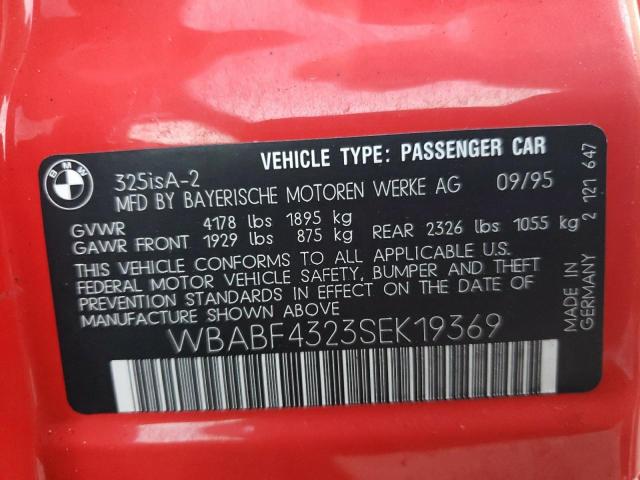 BMW
VEHICLE TYPE: PASSENGER CAR
325isA-2
MFD BY BAYERISCHE MOTOREN WERKE AG 09/95
GVWR 4178 lbs 1895 kg
GAWR FRONT 1929 lbs 875 kg REAR 2326 lbs 1055 kg
THIS VEHICLE CONFORMS TO ALL APPLICABLE U.S.
FEDERAL MOTOR VEHICLE SAFETY, BUMPER AND THEFT
PREVENTION STANDARDS IN EFFECT ON THE DATE OF
MANUFACTURE SHOWN ABOVE
WBABF4323SEK19369
MADE IN
GERMANY 2 121 647